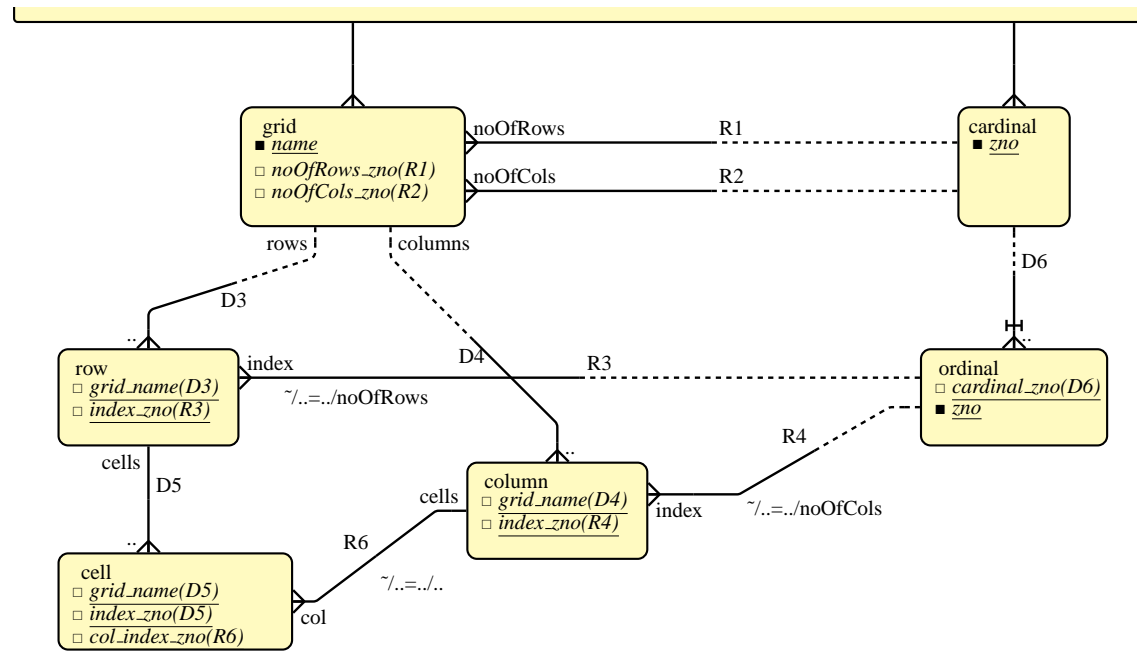 grid
name
noOfRows_zno(R1)
noOfCols_zno(R2)
noOfRows
R1
noOfCols
R2
cardinal
zno
rows
columns
D6
D3
..
D4
..
row
grid_name(D3)
index_zno(R3)
index
R3
~/..=../noOfRows
ordinal
cardinal_zno(D6)
zno
R4
cells
D5
..
column
grid_name(D4)
index_zno(R4)
index
~/..=../noOfCols
cells
R6
~/..=../..
..
cell
grid_name(D5)
index_zno(D5)
col_index_zno(R6)
col